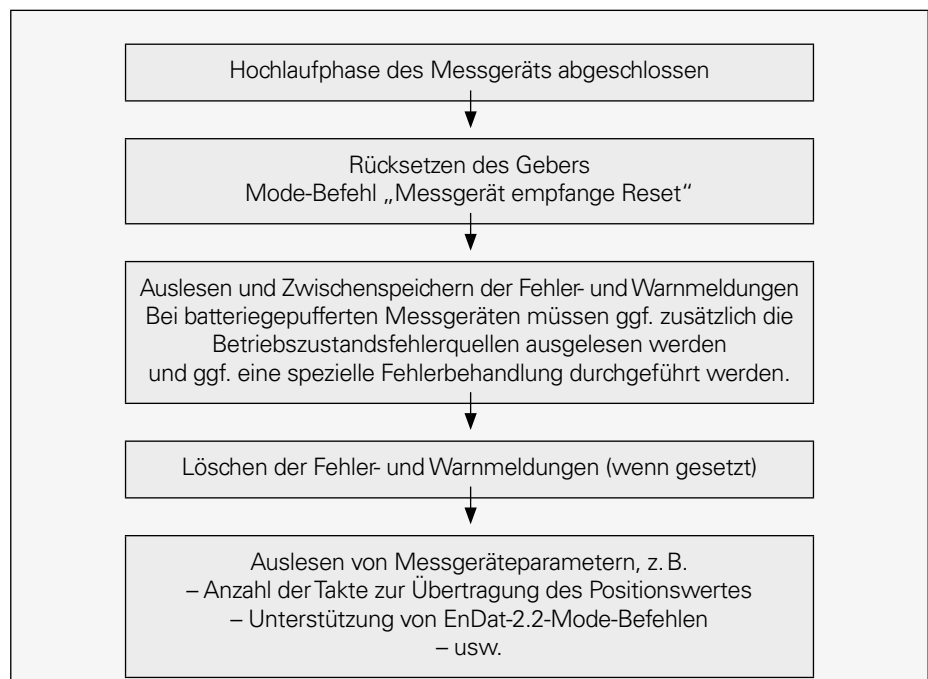 Hochlaufphase des Messgeräts abgeschlossen
Rücksetzen des Gebers
Mode-Befehl „Messgerät empfange Reset“
Auslesen und Zwischenspeichern der Fehler- und Warnmeldungen
Bei batteriegepufferten Messgeräten müssen ggf. zusätzlich die
Betriebszustandsfehlerquellen ausgelesen werden
und ggf. eine spezielle Fehlerbehandlung durchgeführt werden.
Löschen der Fehler- und Warnmeldungen (wenn gesetzt)
Auslesen von Messgeräteparametern, z. B.
– Anzahl der Takte zur Übertragung des Positionswertes
– Unterstützung von EnDat-2.2-Mode-Befehlen
– usw.